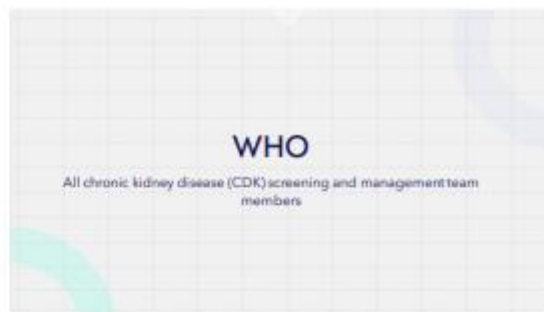 WHO
All chronic kidney disease (CDK) screening and management team
members